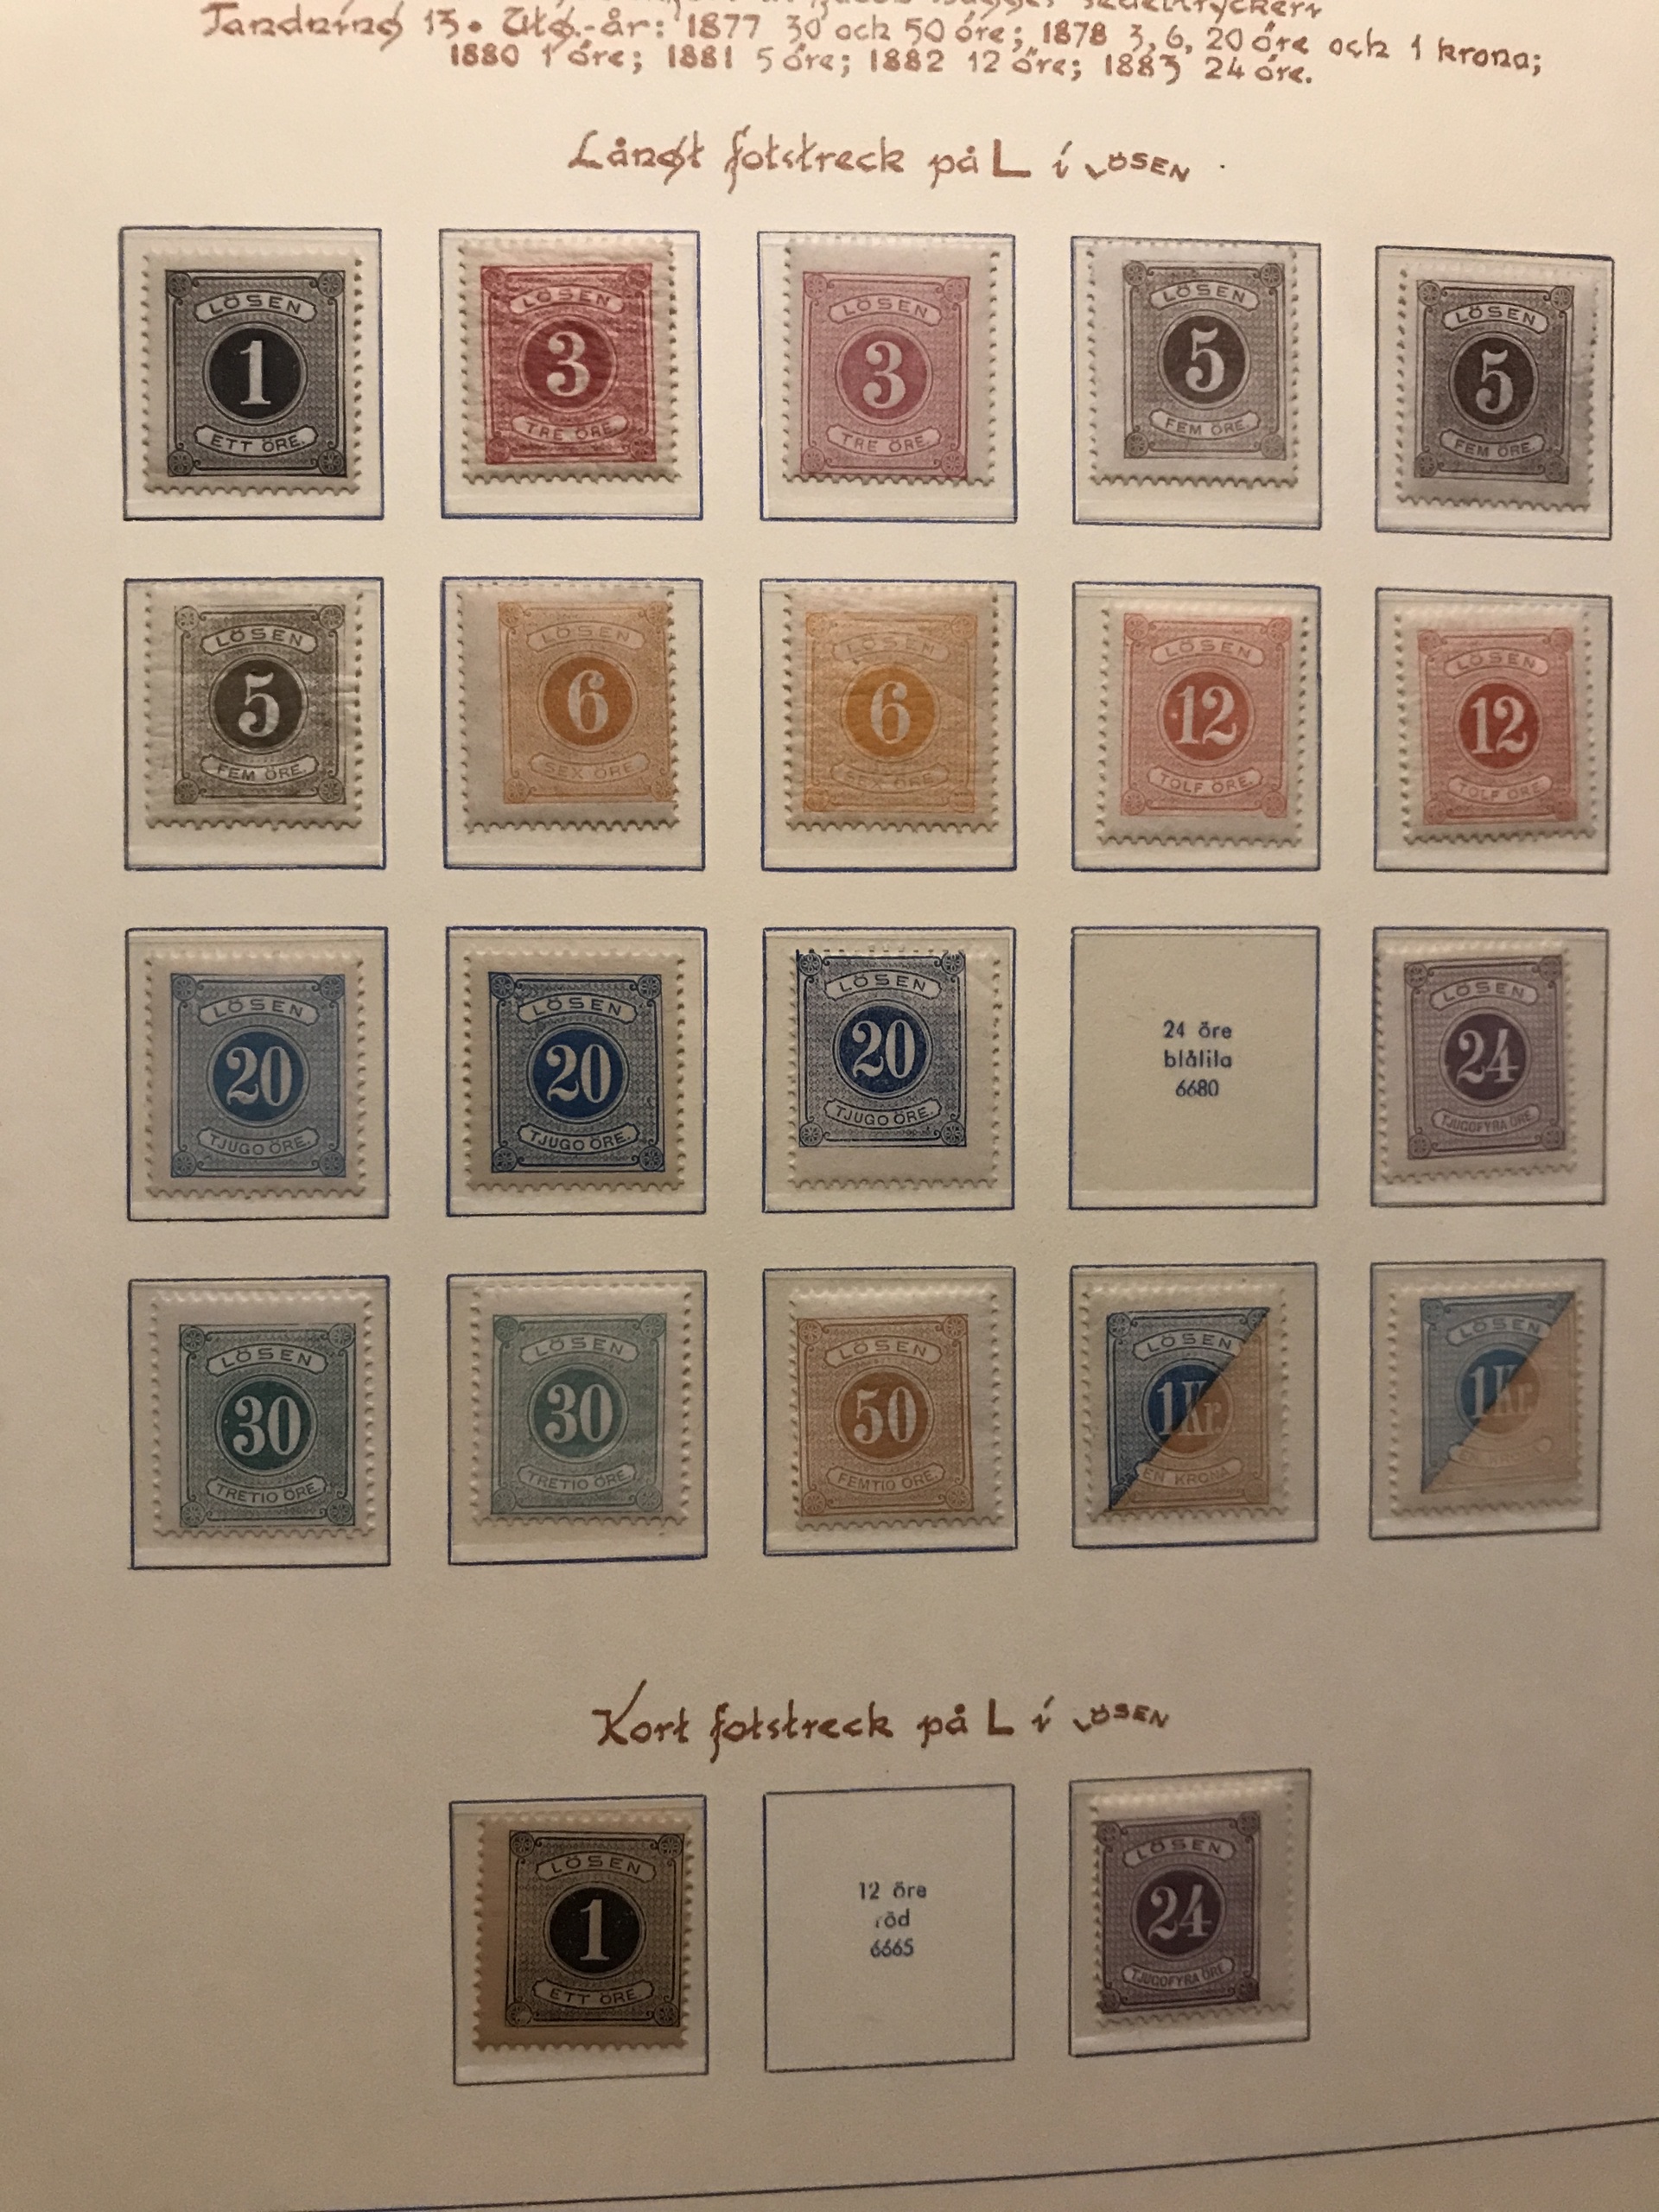 Jacob Bagges sedeltryckeri
Tandning 13. Utg.-år: 1877 30 och 50 öre; 1878 3, 6, 20 öre och 1 krona;
1880 1 öre; 1881 5 öre; 1882 12 öre; 1883 24 öre.
Långt fotstreck på L i LÖSEN.
LÖSEN
1
ETT ÖRE.
LÖSEN
3
TRE ÖRE.
LÖSEN
3
TRE ÖRE.
LÖSEN
5
FEM ÖRE.
LÖSEN
5
FEM ÖRE.
LÖSEN
5
FEM ÖRE.
LÖSEN
6
SEX ÖRE.
LÖSEN
6
SEX ÖRE.
LÖSEN
12
TOLF ÖRE.
LÖSEN
12
TOLF ÖRE.
LÖSEN
20
TJUGO ÖRE.
LÖSEN
20
TJUGO ÖRE.
LÖSEN
20
TJUGO ÖRE.
24 öre
blålila
6680
LÖSEN
24
TJUGOFYRA ÖRE.
LÖSEN
30
TRETIO ÖRE.
LÖSEN
30
TRETIO ÖRE.
LÖSEN
50
FEMTIO ÖRE.
LÖSEN
1Kr.
EN KRONA
LÖSEN
1Kr.
Kort fotstreck på L i LÖSEN
LÖSEN
1
ETT ÖRE.
12 öre
röd
6665
LÖSEN
24
TJUGOFYRA ÖRE.